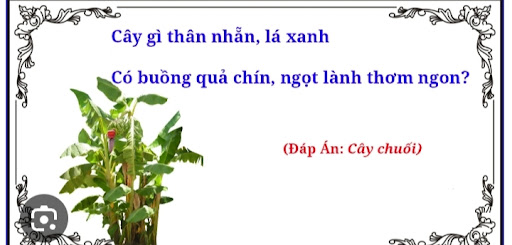 Cây gì thân nhẵn, lá xanh
Có buồng quả chín, ngọt lành thơm ngon?
(Đáp Án: Cây chuối)